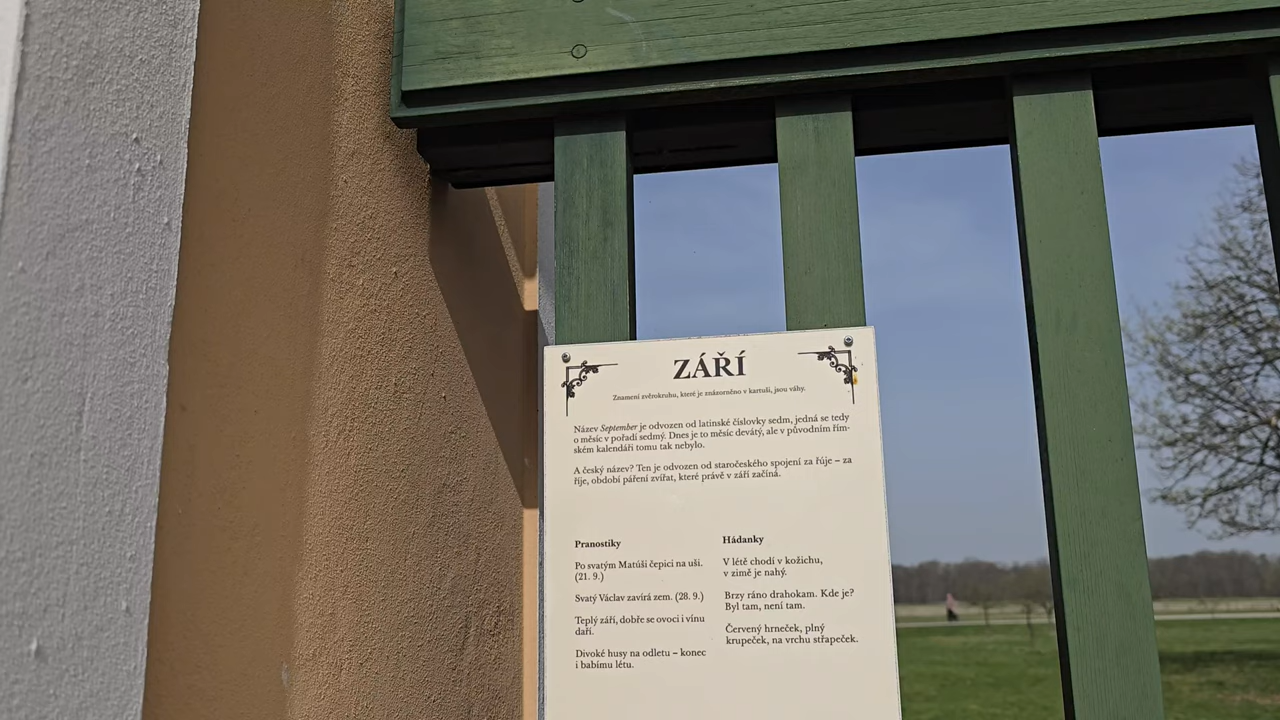 ZÁŘÍ
Znamení zvěrokruhu, které je znázorněno v kartuši, jsou váhy.
Název September je odvozen od latinské číslovky sedm, jedná se tedy
o měsíc v pořadí sedmý. Dnes je to měsíc devátý, ale v původním řím-
ském kalendáři tomu tak nebylo.
A český název? Ten je odvozen od staročeského spojení za řúje – za
říje, období páření zvířat, které právě v září začíná.
Pranostiky
Po svatým Matúši čepici na uši.
(21. 9.)
Svatý Václav zavírá zem. (28. 9.)
Teplý září, dobře se ovoci i vínu
daří.
Divoké husy na odletu – konec
i babímu létu.
Hádanky
V létě chodí v kožichu,
v zimě je nahý.
Brzy ráno drahokam. Kde je?
Byl tam, není tam.
Červený hrneček, plný
krupeček, na vrchu střapeček.